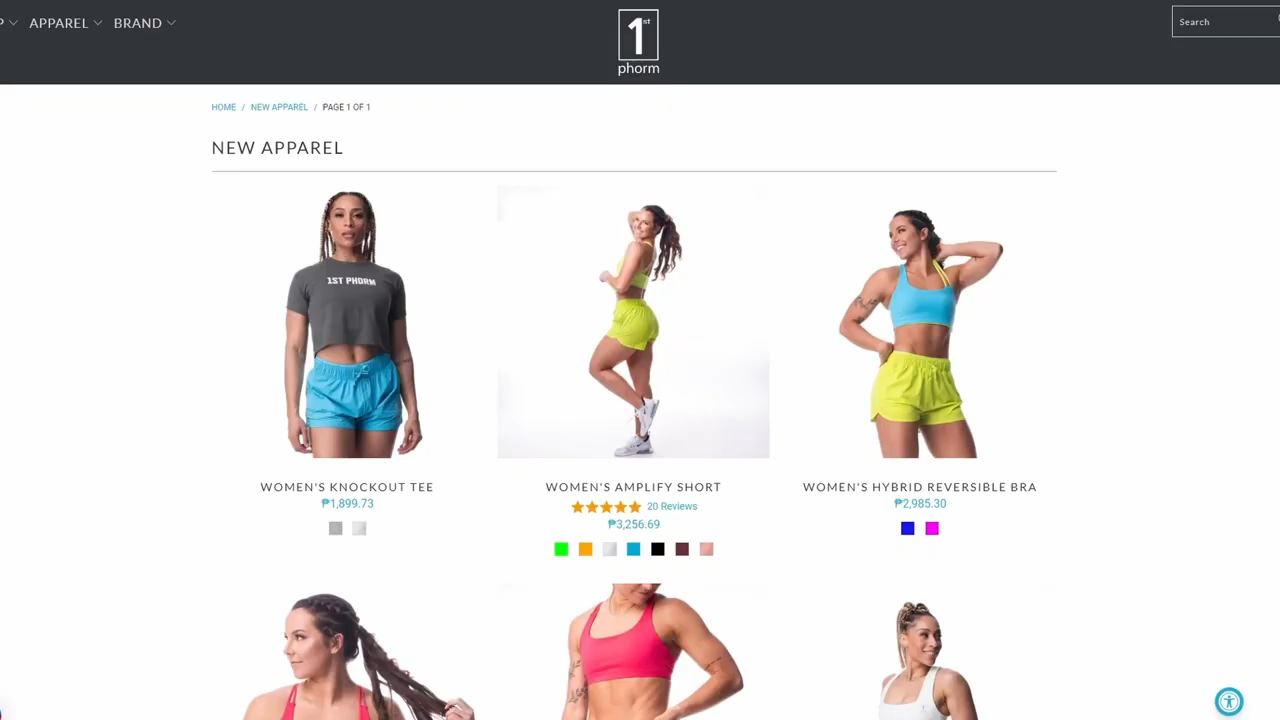 P
APPAREL
BRAND
1st
phorm
Search
HOME / NEW APPAREL / PAGE 1 OF 1
NEW APPAREL
1ST PHORM
WOMEN'S KNOCKOUT TEE
₱1,899.73
WOMEN'S AMPLIFY SHORT
20 Reviews
₱3,256.69
WOMEN'S HYBRID REVERSIBLE BRA
₱2,985.30